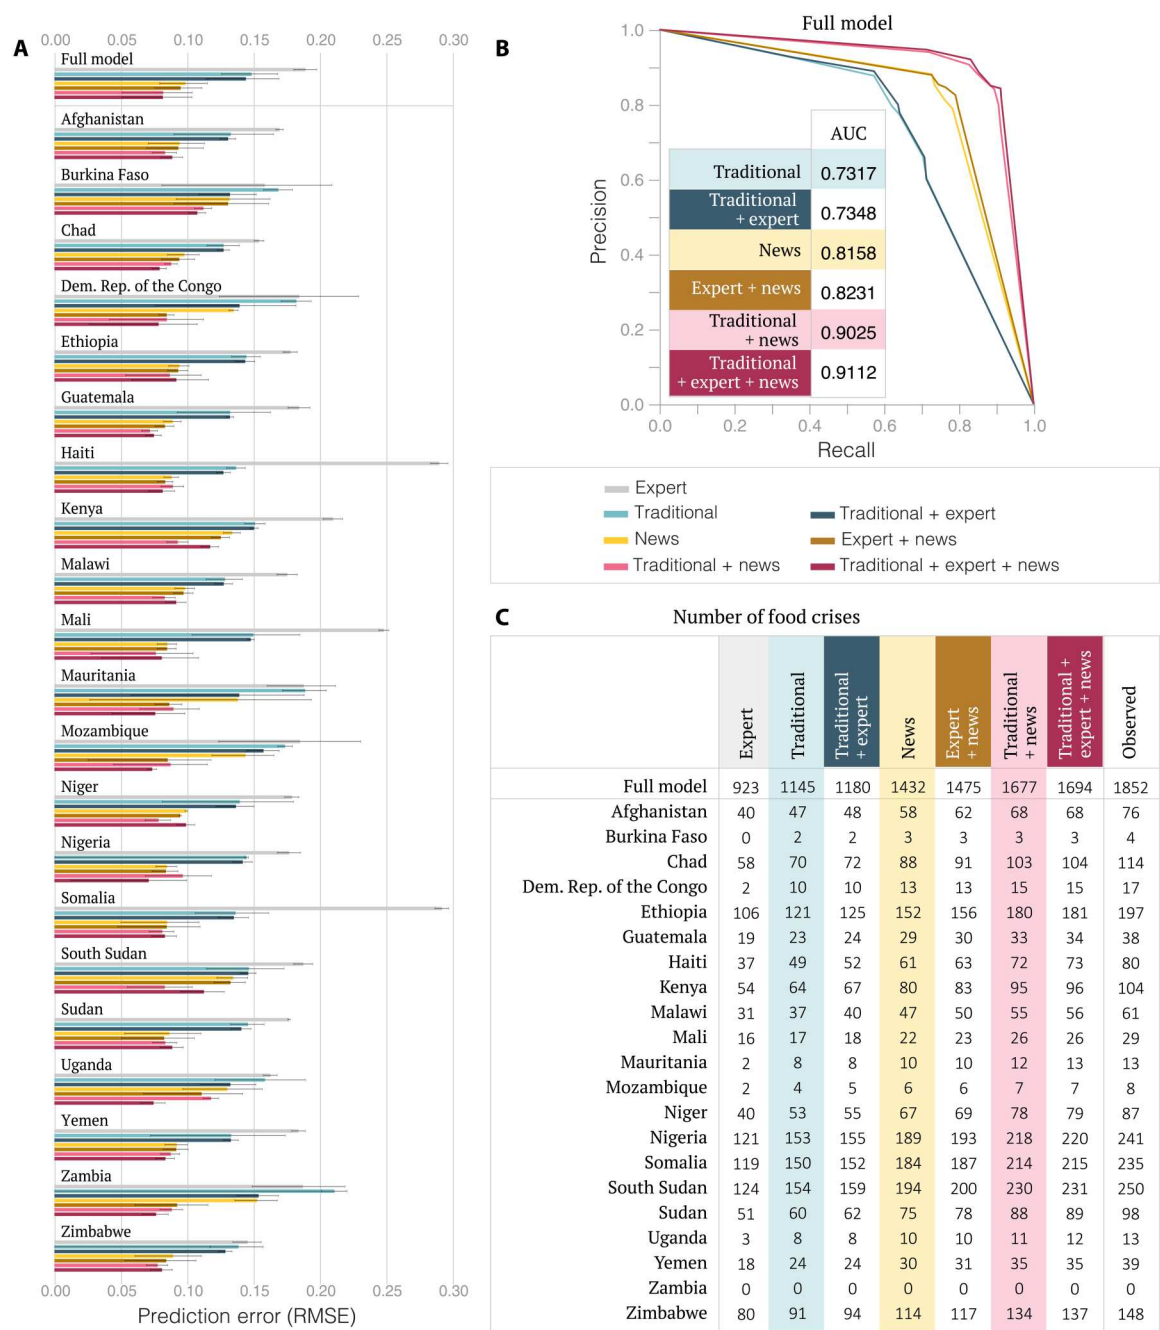 A
0.00 0.05 0.10 0.15 0.20 0.25 0.30
Full model
Afghanistan
Burkina Faso
Chad
Dem. Rep. of the Congo
Ethiopia
Guatemala
Haiti
Kenya
Malawi
Mali
Mauritania
Mozambique
Niger
Nigeria
Somalia
South Sudan
Sudan
Uganda
Yemen
Zambia
Zimbabwe
0.00 0.05 0.10 0.15 0.20 0.25 0.30
Prediction error (RMSE)
B
Full model
Precision
1.0
0.8
0.6
0.4
0.2
0.0
0.0 0.2 0.4 0.6 0.8 1.0
Recall
AUC
Traditional 0.7317
Traditional
+ expert 0.7348
News 0.8158
Expert + news 0.8231
Traditional
+ news 0.9025
Traditional
+ expert + news 0.9112
Expert
Traditional Traditional + expert
News Expert + news
Traditional + news Traditional + expert + news
C
Number of food crises
Expert
Traditional
Traditional
+ expert
News
Expert
+ news
Traditional
+ news
Traditional +
expert + news
Observed
Full model 923 1145 1180 1432 1475 1677 1694 1852
Afghanistan 40 47 48 58 62 68 68 76
Burkina Faso 0 2 2 3 3 3 3 4
Chad 58 70 72 88 91 103 104 114
Dem. Rep. of the Congo 2 10 10 13 13 15 15 17
Ethiopia 106 121 125 152 156 180 181 197
Guatemala 19 23 24 29 30 33 34 38
Haiti 37 49 52 61 63 72 73 80
Kenya 54 64 67 80 83 95 96 104
Malawi 31 37 40 47 50 55 56 61
Mali 16 17 18 22 23 26 26 29
Mauritania 2 8 8 10 10 12 13 13
Mozambique 2 4 5 6 6 7 7 8
Niger 40 53 55 67 69 78 79 87
Nigeria 121 153 155 189 193 218 220 241
Somalia 119 150 152 184 187 214 215 235
South Sudan 124 154 159 194 200 230 231 250
Sudan 51 60 62 75 78 88 89 98
Uganda 3 8 8 10 10 11 12 13
Yemen 18 24 24 30 31 35 35 39
Zambia 0 0 0 0 0 0 0 0
Zimbabwe 80 91 94 114 117 134 137 148